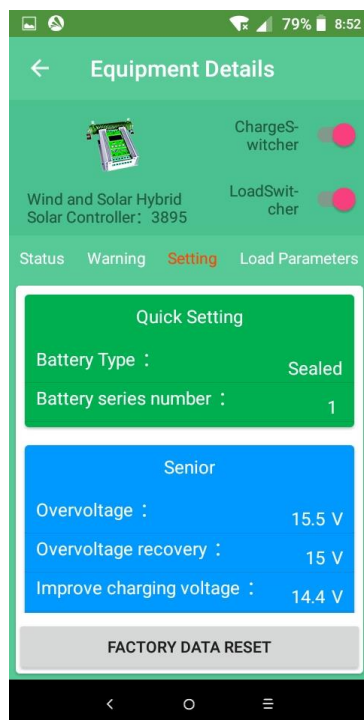 79% 8:52
Equipment Details
ChargeS-
witcher
LoadSwit-
cher
Wind and Solar Hybrid
Solar Controller：3895
Status Warning Setting Load Parameters
Quick Setting
Battery Type： Sealed
Battery series number： 1
Senior
Overvoltage： 15.5 V
Overvoltage recovery： 15 V
Improve charging voltage： 14.4 V
FACTORY DATA RESET